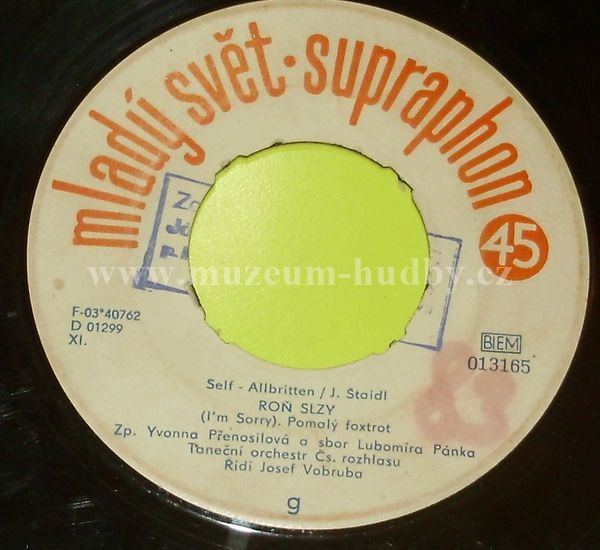 mladý svět · supraphon
45
www.muzeum-hudby.cz
F-03*40762
D 01299
XI.
BIEM
013165
Self - Allbritten / J. Štaidl
ROŇ SLZY
(I'm Sorry). Pomalý foxtrot
Zp. Yvonna Přenosilová a sbor Lubomíra Pánka
Taneční orchestr Čs. rozhlasu
Řídí Josef Vobruba
g